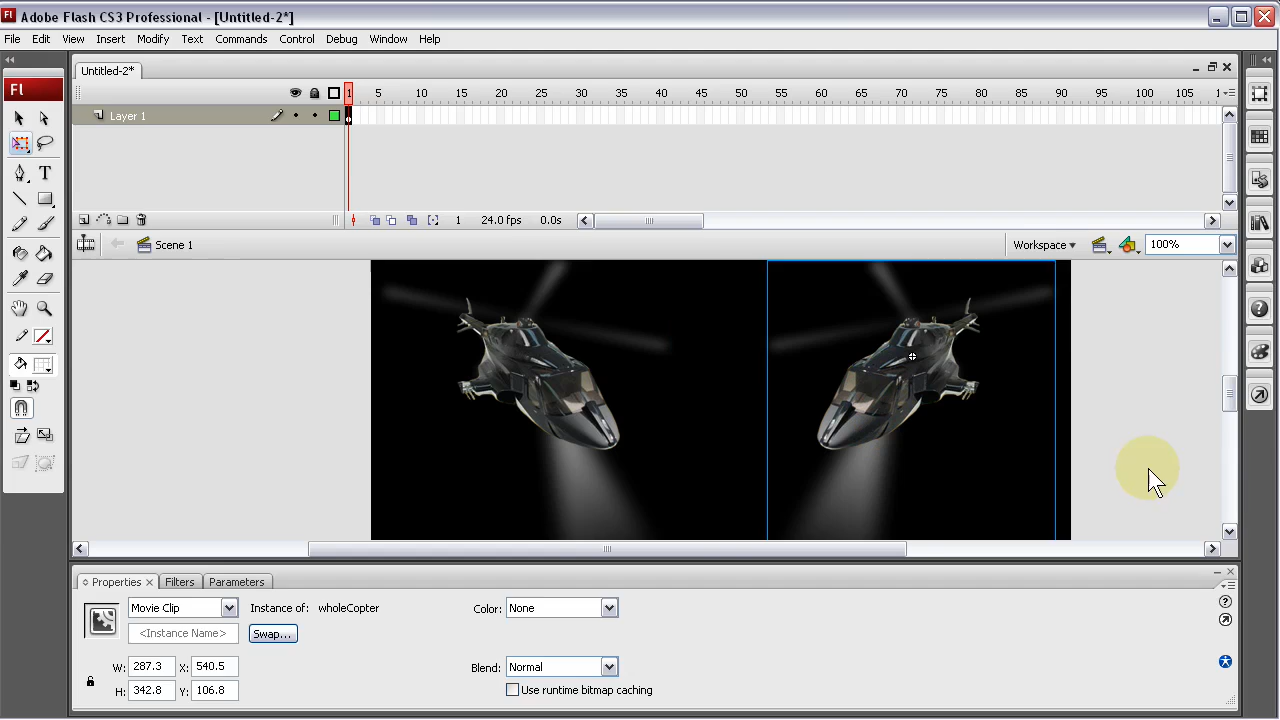 Fl Adobe Flash CS3 Professional - [Untitled-2*]
File Edit View Insert Modify Text Commands Control Debug Window Help
Untitled-2*
Fl
1 5 10 15 20 25 30 35 40 45 50 55 60 65 70 75 80 85 90 95 100 105 1
Layer 1
1 24.0 fps 0.0s
Scene 1 Workspace 100%
Properties Filters Parameters
Movie Clip Instance of: wholeCopter Color: None
<Instance Name> Swap...
W: 287.3 X: 540.5 Blend: Normal
H: 342.8 Y: 106.8 Use runtime bitmap caching